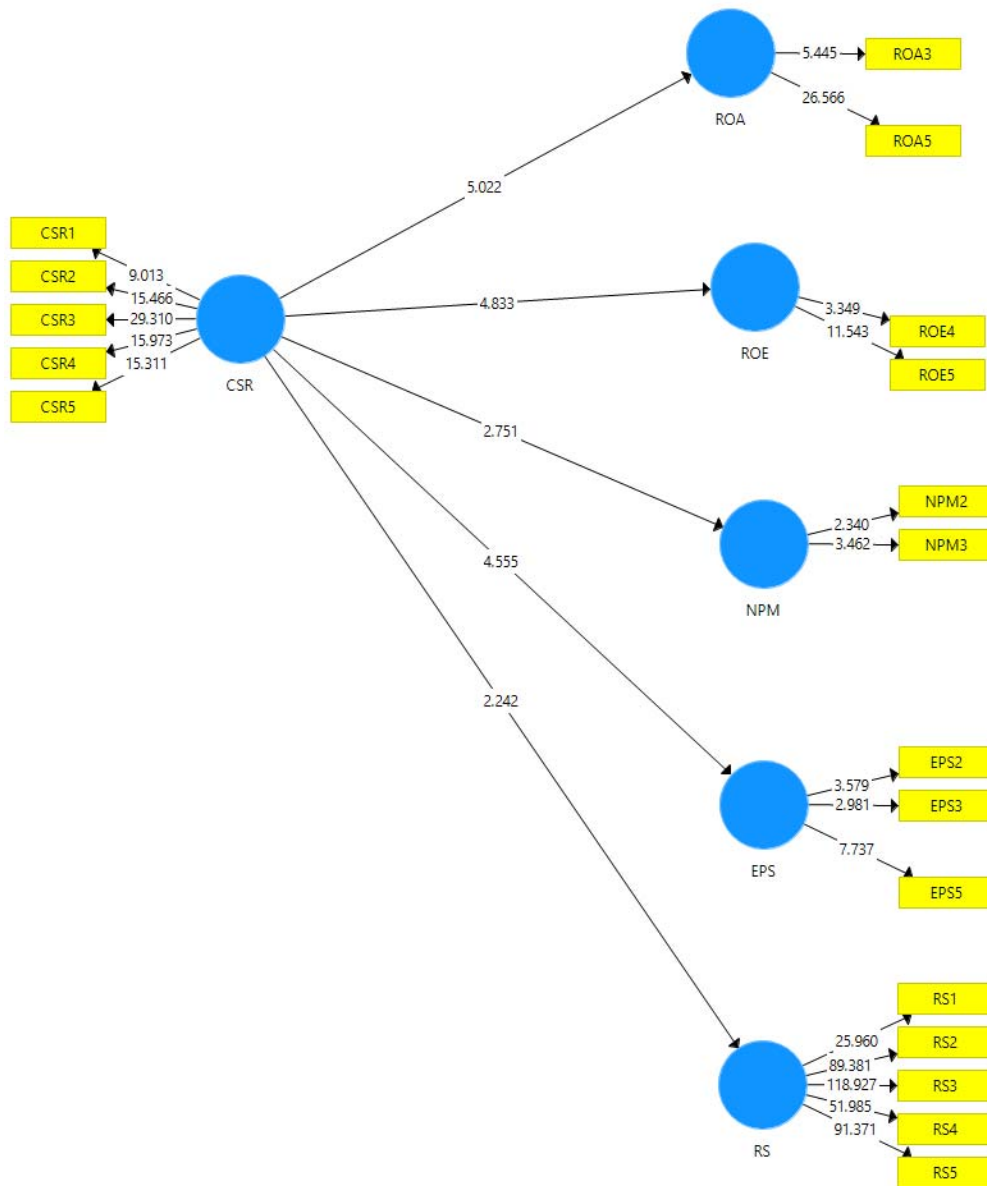 5.445
ROA3
26.566
ROA5
ROA
5.022
CSR1
9.013
CSR2
15.466
CSR3
29.310
CSR4
15.973
CSR5
15.311
CSR
4.833
3.349
ROE4
11.543
ROE5
ROE
2.751
2.340
NPM2
3.462
NPM3
NPM
4.555
3.579
EPS2
2.981
EPS3
7.737
EPS5
EPS
2.242
RS1
25.960
RS2
89.381
RS3
118.927
51.985
RS4
91.371
RS5
RS